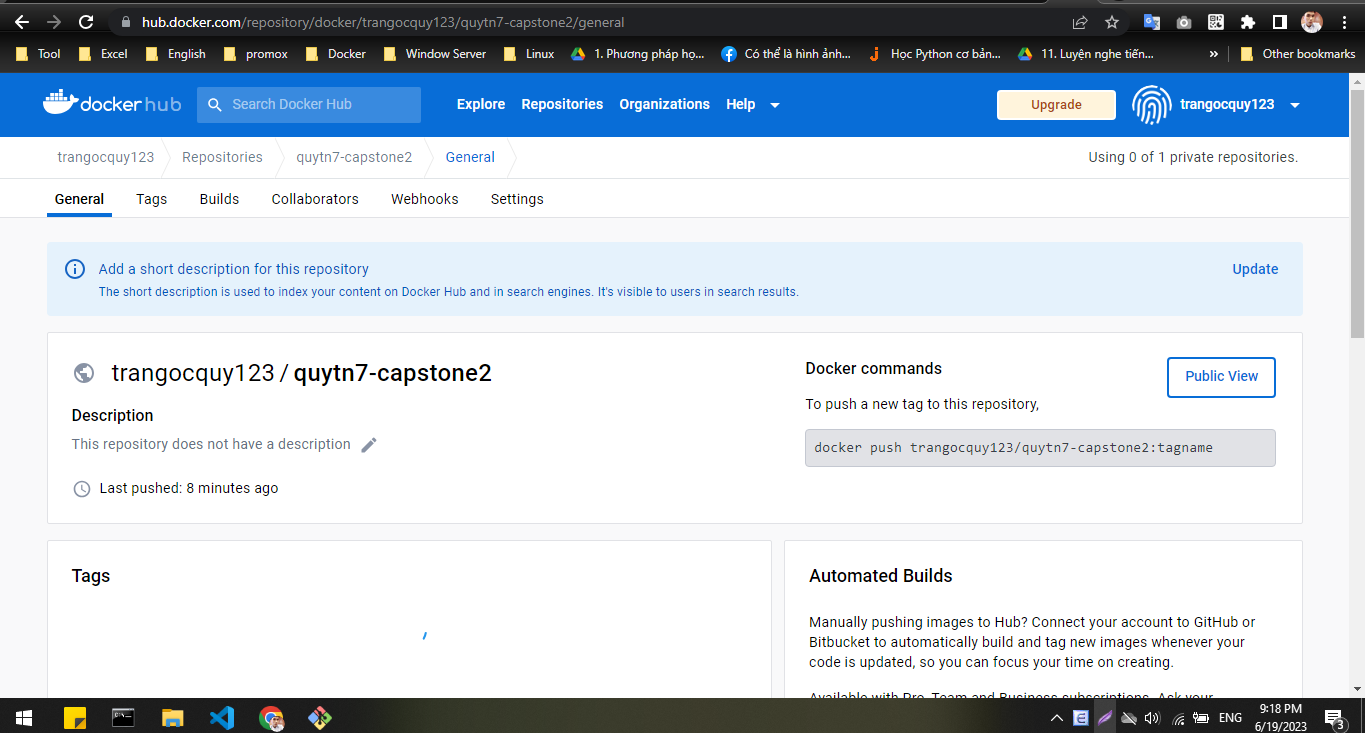 hub.docker.com/repository/docker/trangocquy123/quytn7-capstone2/general
Tool Excel English promox Docker Window Server Linux 1. Phương pháp họ... Có thể là hình ảnh... Học Python cơ bản... 11. Luyện nghe tiến... » Other bookmarks
docker hub Search Docker Hub Explore Repositories Organizations Help Upgrade trangocquy123
trangocquy123 Repositories quytn7-capstone2 General Using 0 of 1 private repositories.
General Tags Builds Collaborators Webhooks Settings
Add a short description for this repository Update
The short description is used to index your content on Docker Hub and in search engines. It's visible to users in search results.
trangocquy123 / quytn7-capstone2
Description
This repository does not have a description
Last pushed: 8 minutes ago
Docker commands Public View
To push a new tag to this repository,
docker push trangocquy123/quytn7-capstone2:tagname
Tags
Automated Builds
Manually pushing images to Hub? Connect your account to GitHub or
Bitbucket to automatically build and tag new images whenever your
code is updated, so you can focus your time on creating.
Available with Pro, Team and Business subscriptions. Ask your
ENG 9:18 PM
6/19/2023 3